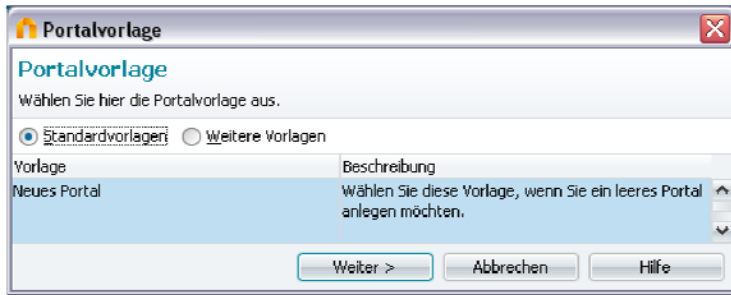 Portalvorlage
Portalvorlage
Wählen Sie hier die Portalvorlage aus.
Standardvorlagen Weitere Vorlagen
Vorlage Beschreibung
Neues Portal Wählen Sie diese Vorlage, wenn Sie ein leeres Portal
anlegen möchten.
Weiter > Abbrechen Hilfe